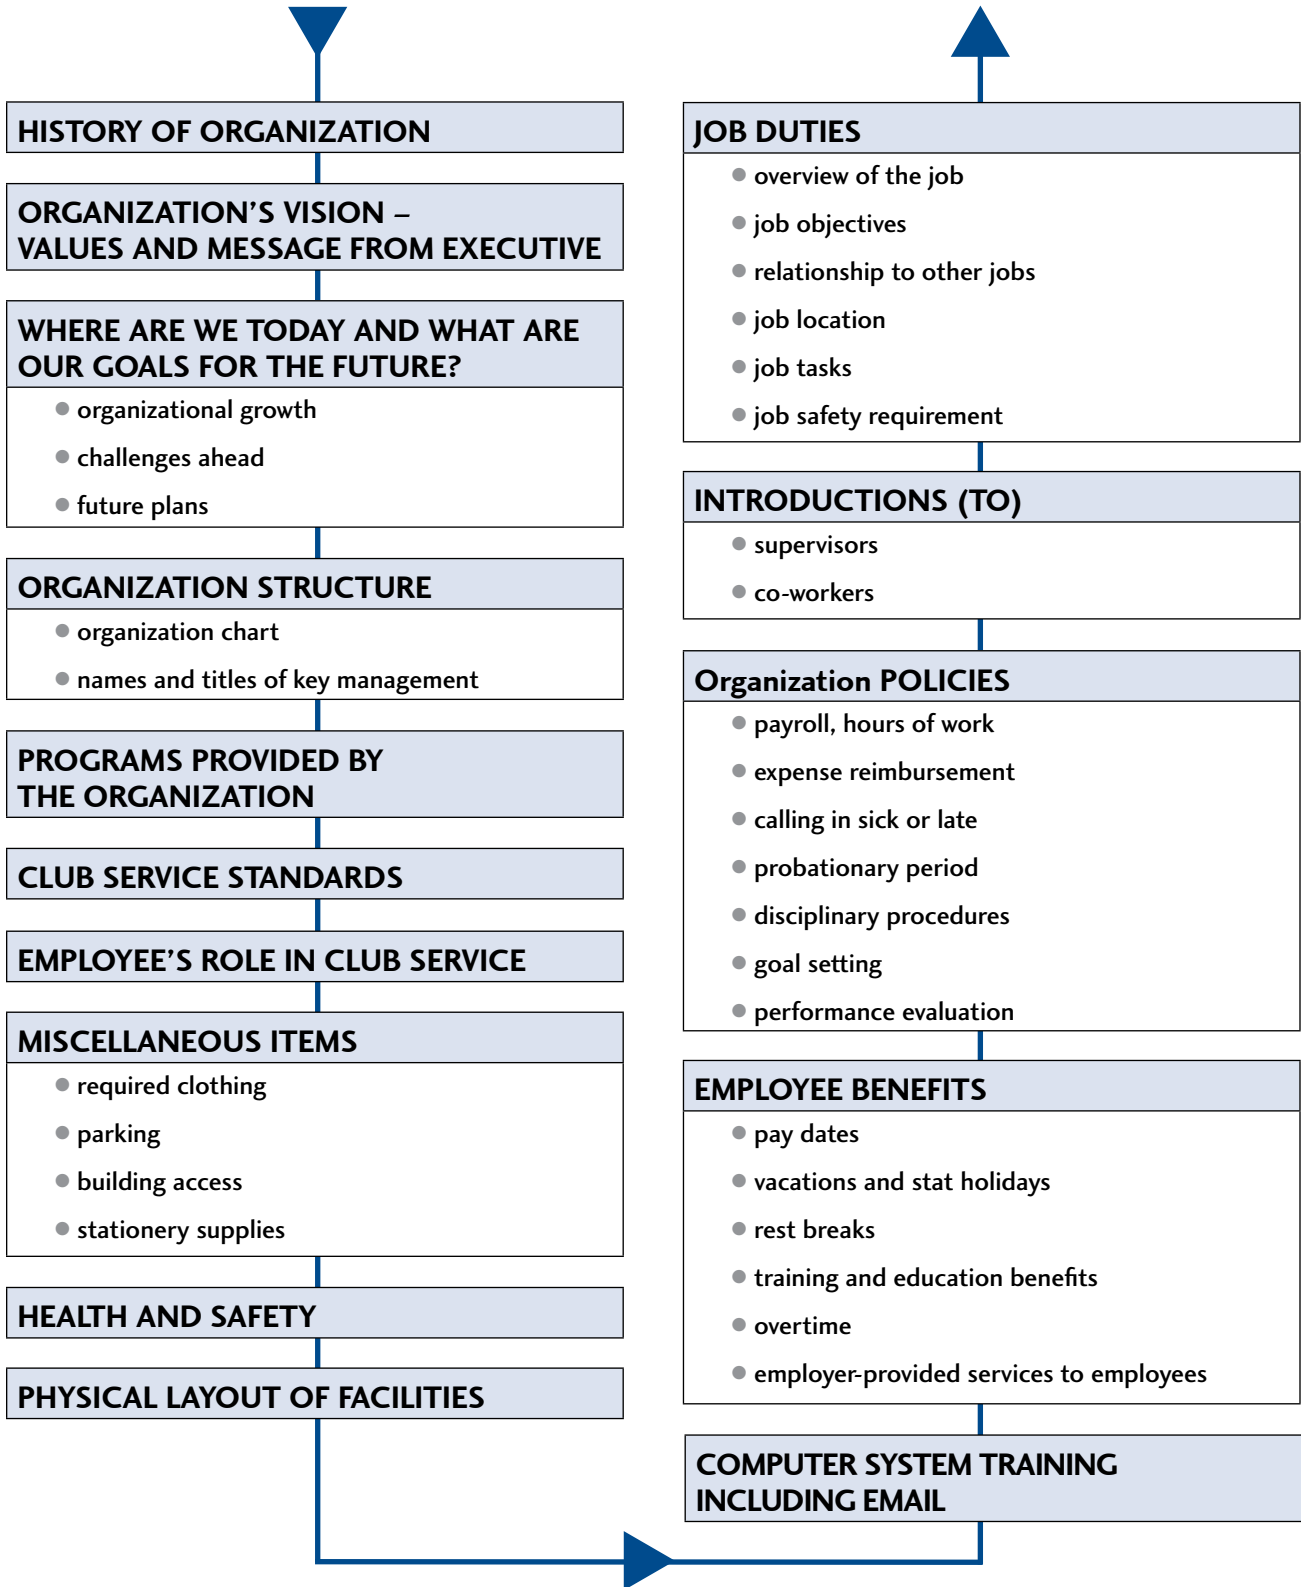 HISTORY OF ORGANIZATION
ORGANIZATION’S VISION –
VALUES AND MESSAGE FROM EXECUTIVE
WHERE ARE WE TODAY AND WHAT ARE
OUR GOALS FOR THE FUTURE?
● organizational growth
● challenges ahead
● future plans
ORGANIZATION STRUCTURE
● organization chart
● names and titles of key management
PROGRAMS PROVIDED BY
THE ORGANIZATION
CLUB SERVICE STANDARDS
EMPLOYEE’S ROLE IN CLUB SERVICE
MISCELLANEOUS ITEMS
● required clothing
● parking
● building access
● stationery supplies
HEALTH AND SAFETY
PHYSICAL LAYOUT OF FACILITIES
JOB DUTIES
● overview of the job
● job objectives
● relationship to other jobs
● job location
● job tasks
● job safety requirement
INTRODUCTIONS (TO)
● supervisors
● co-workers
Organization POLICIES
● payroll, hours of work
● expense reimbursement
● calling in sick or late
● probationary period
● disciplinary procedures
● goal setting
● performance evaluation
EMPLOYEE BENEFITS
● pay dates
● vacations and stat holidays
● rest breaks
● training and education benefits
● overtime
● employer-provided services to employees
COMPUTER SYSTEM TRAINING
INCLUDING EMAIL